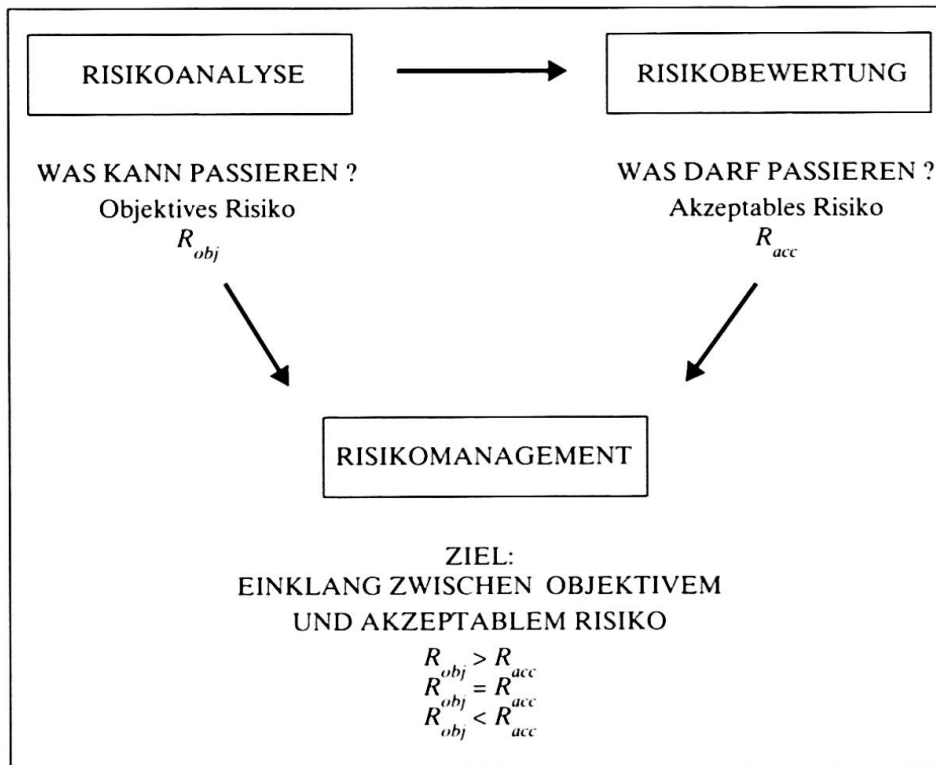 RISIKOANALYSE
RISIKOBEWERTUNG
WAS KANN PASSIEREN ?
Objektives Risiko
R_obj
WAS DARF PASSIEREN ?
Akzeptables Risiko
R_acc
RISIKOMANAGEMENT
ZIEL:
EINKLANG ZWISCHEN OBJEKTIVEM
UND AKZEPTABLEM RISIKO
R_obj > R_acc
R_obj = R_acc
R_obj < R_acc